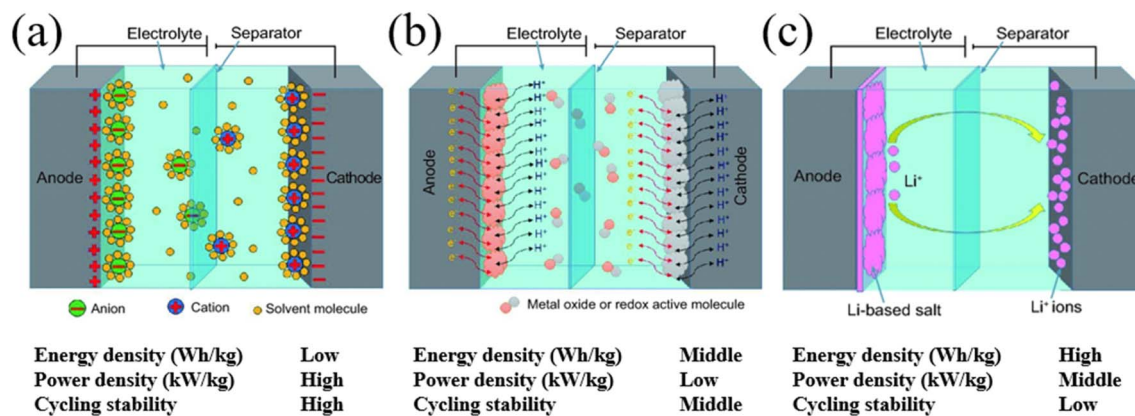 (a)
Electrolyte Separator
Anode
Cathode
Anion Cation Solvent molecule
Energy density (Wh/kg) Low
Power density (kW/kg) High
Cycling stability High
(b)
Electrolyte Separator
Anode
H⁺ H⁺ H⁺ H⁺ H⁺ H⁺ H⁺ H⁺ H⁺ H⁺ H⁺ H⁺
H⁺ H⁺ H⁺ H⁺ H⁺ H⁺ H⁺ H⁺ H⁺ H⁺ H⁺ H⁺
Cathode
Metal oxide or redox active molecule
Energy density (Wh/kg) Middle
Power density (kW/kg) Low
Cycling stability Middle
(c)
Electrolyte Separator
Anode
Li⁺
Cathode
Li-based salt Li⁺ ions
Energy density (Wh/kg) High
Power density (kW/kg) Middle
Cycling stability Low